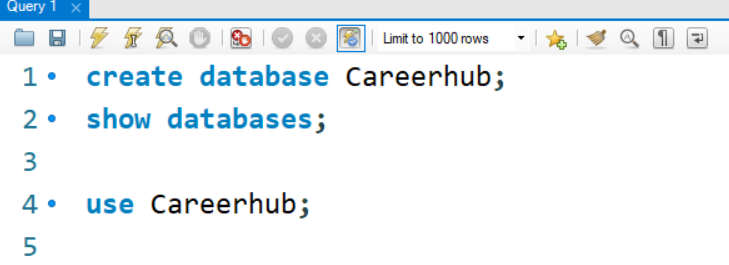 Query 1
Limit to 1000 rows
1 create database Careerhub;
2 show databases;
3
4 use Careerhub;
5